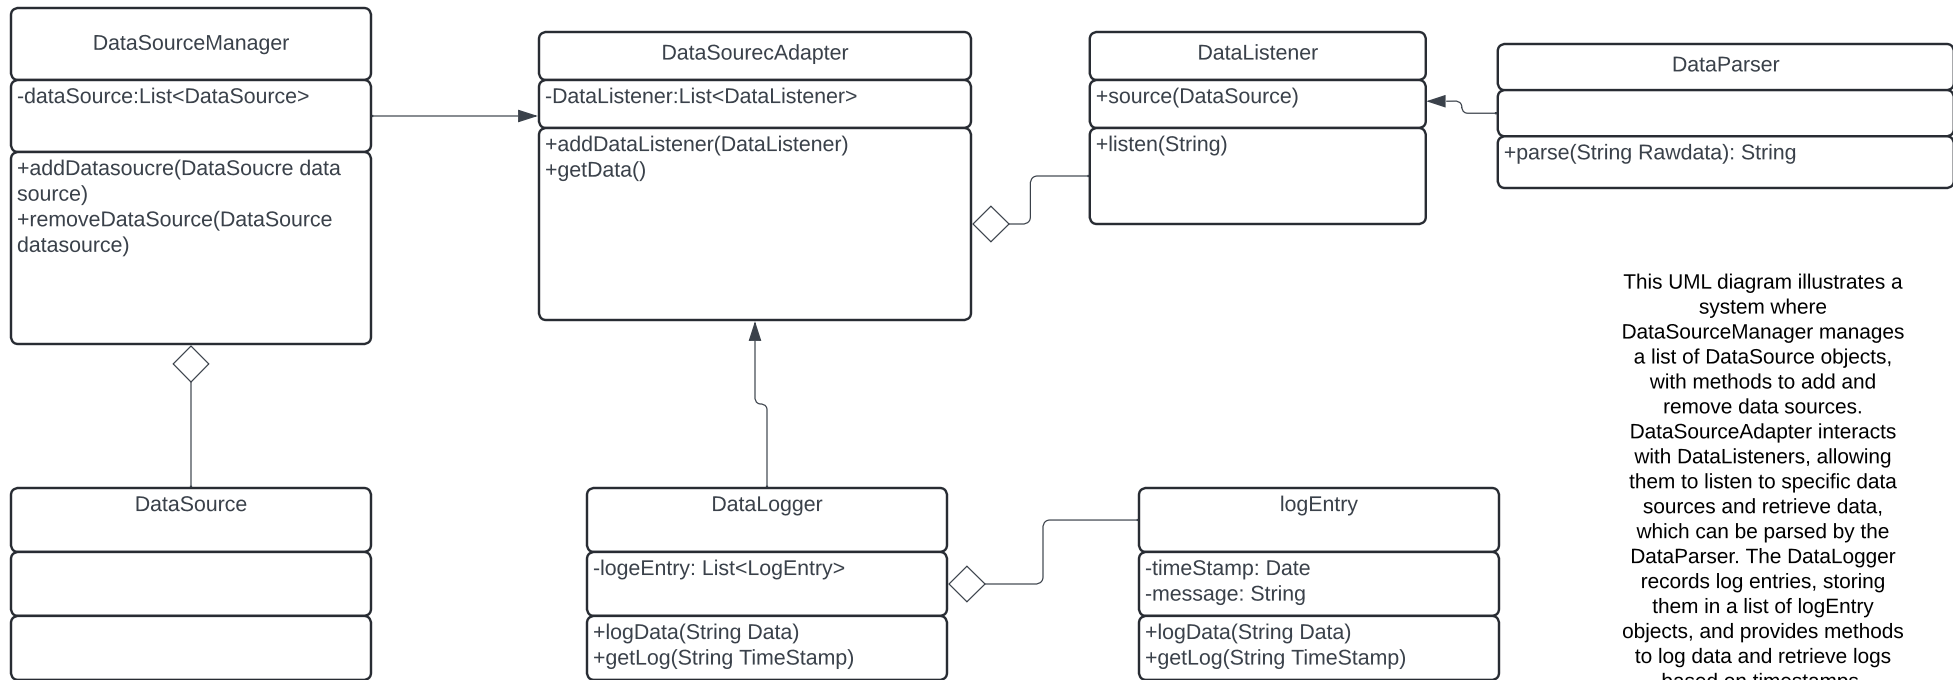 DataSourceManager
-dataSource:List<DataSource>
+addDatasoucre(DataSoucre data
source)
+removeDataSource(DataSource
datasource)
DataSourecAdapter
-DataListener:List<DataListener>
+addDataListener(DataListener)
+getData()
DataListener
+source(DataSource)
+listen(String)
DataParser
+parse(String Rawdata): String
DataSource
DataLogger
-logeEntry: List<LogEntry>
+logData(String Data)
+getLog(String TimeStamp)
logEntry
-timeStamp: Date
-message: String
+logData(String Data)
+getLog(String TimeStamp)
This UML diagram illustrates a
system where
DataSourceManager manages
a list of DataSource objects,
with methods to add and
remove data sources.
DataSourceAdapter interacts
with DataListeners, allowing
them to listen to specific data
sources and retrieve data,
which can be parsed by the
DataParser. The DataLogger
records log entries, storing
them in a list of logEntry
objects, and provides methods
to log data and retrieve logs
based on timestamps